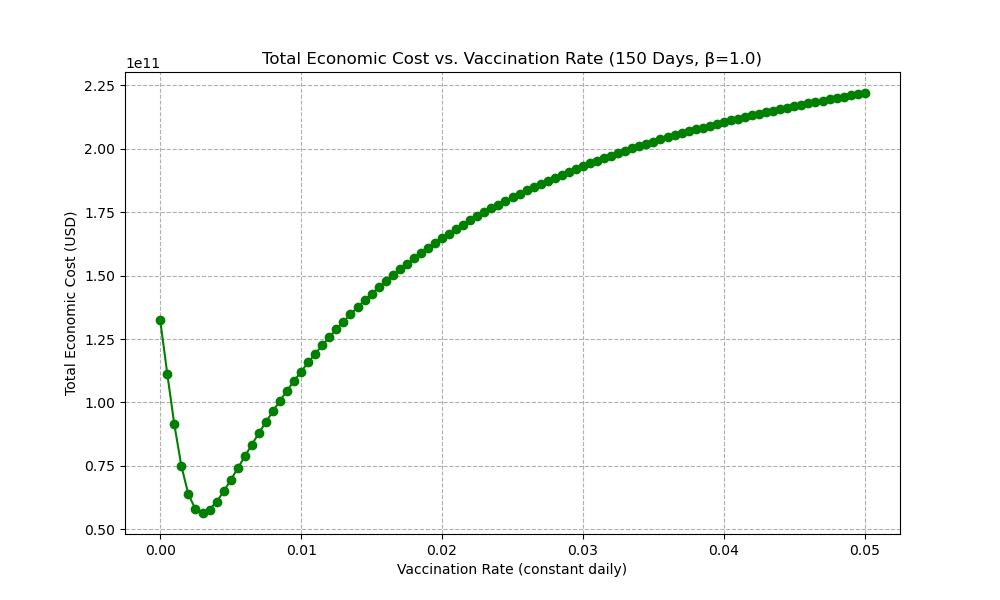 Total Economic Cost vs. Vaccination Rate (150 Days, β=1.0)
1e11
2.25
2.00
1.75
1.50
1.25
1.00
0.75
0.50
Total Economic Cost (USD)
0.00 0.01 0.02 0.03 0.04 0.05
Vaccination Rate (constant daily)